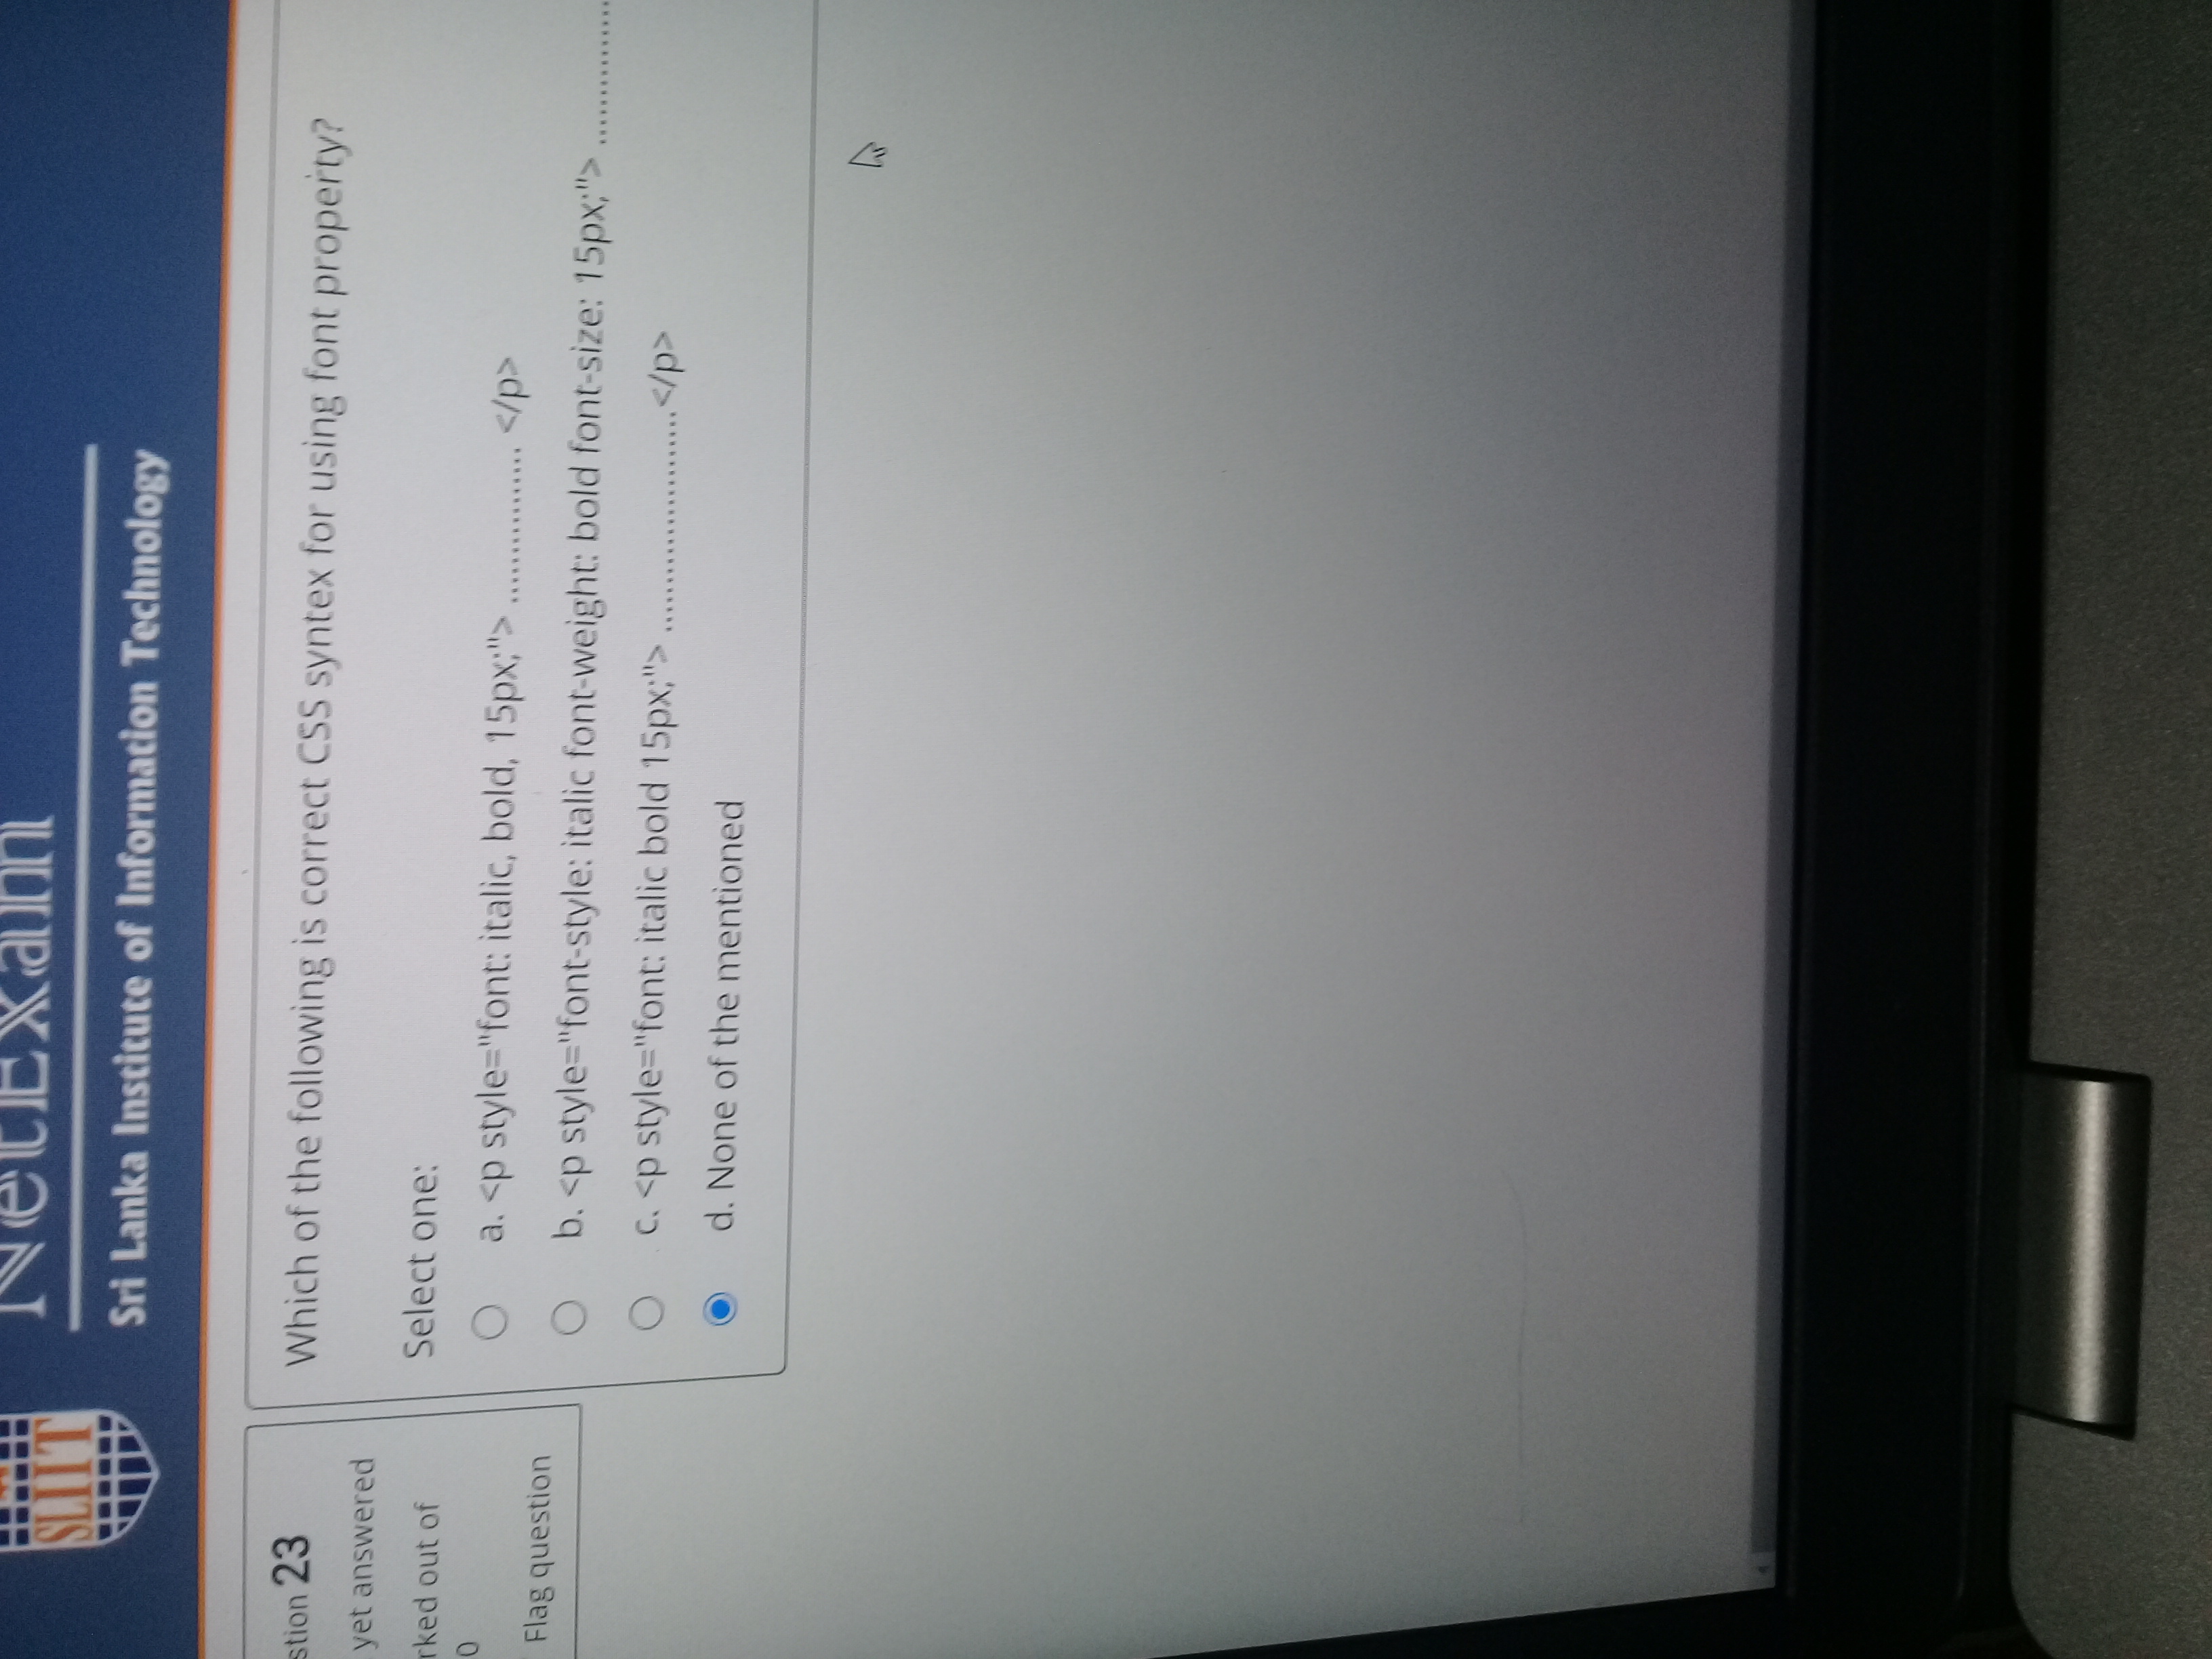 SLIIT
NetExam
Sri Lanka Institute of Information Technology
stion 23
yet answered
rked out of
0
Flag question
Which of the following is correct CSS syntex for using font property?
Select one:
a. <p style="font: italic, bold, 15px;"> ................ </p>
b. <p style="font-style: italic font-weight: bold font-size: 15px;"> ...............
c. <p style="font: italic bold 15px;"> .......................</p>
d. None of the mentioned